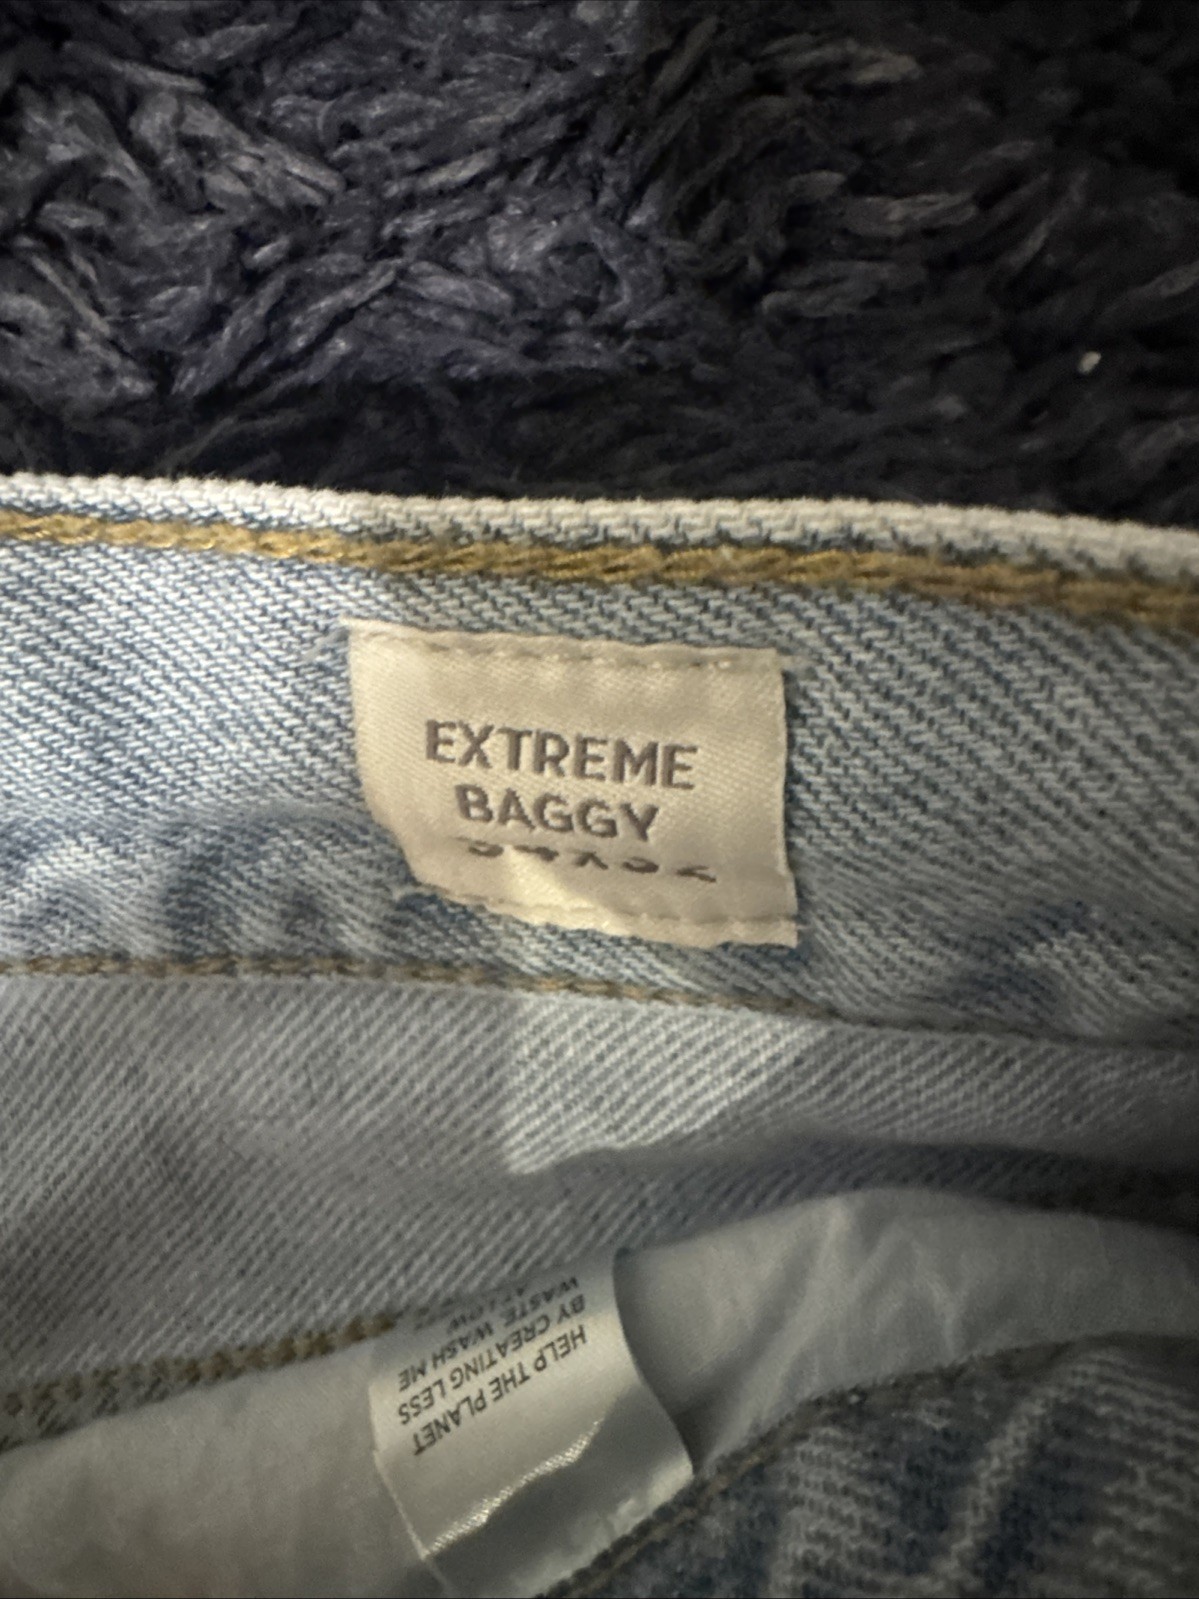 EXTREME
BAGGY
HELP THE PLANET
BY CREATING LESS
WASTE. WASH ME